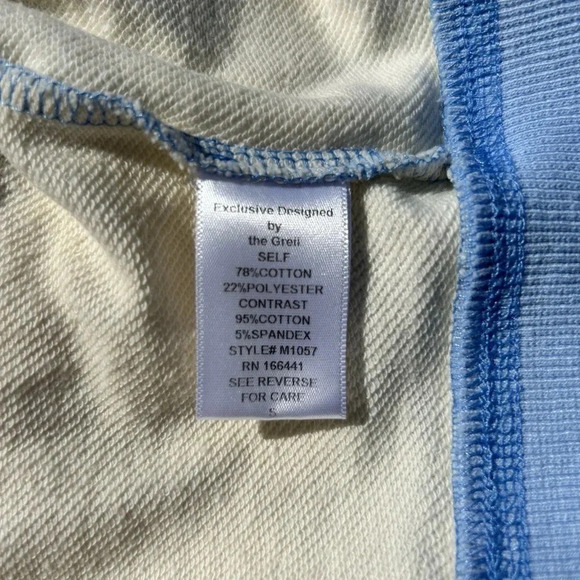 Exclusive Designed
by
the Greii
SELF
78%COTTON
22%POLYESTER
CONTRAST
95%COTTON
5%SPANDEX
STYLE# M1057
RN 166441
SEE REVERSE
FOR CARE
S